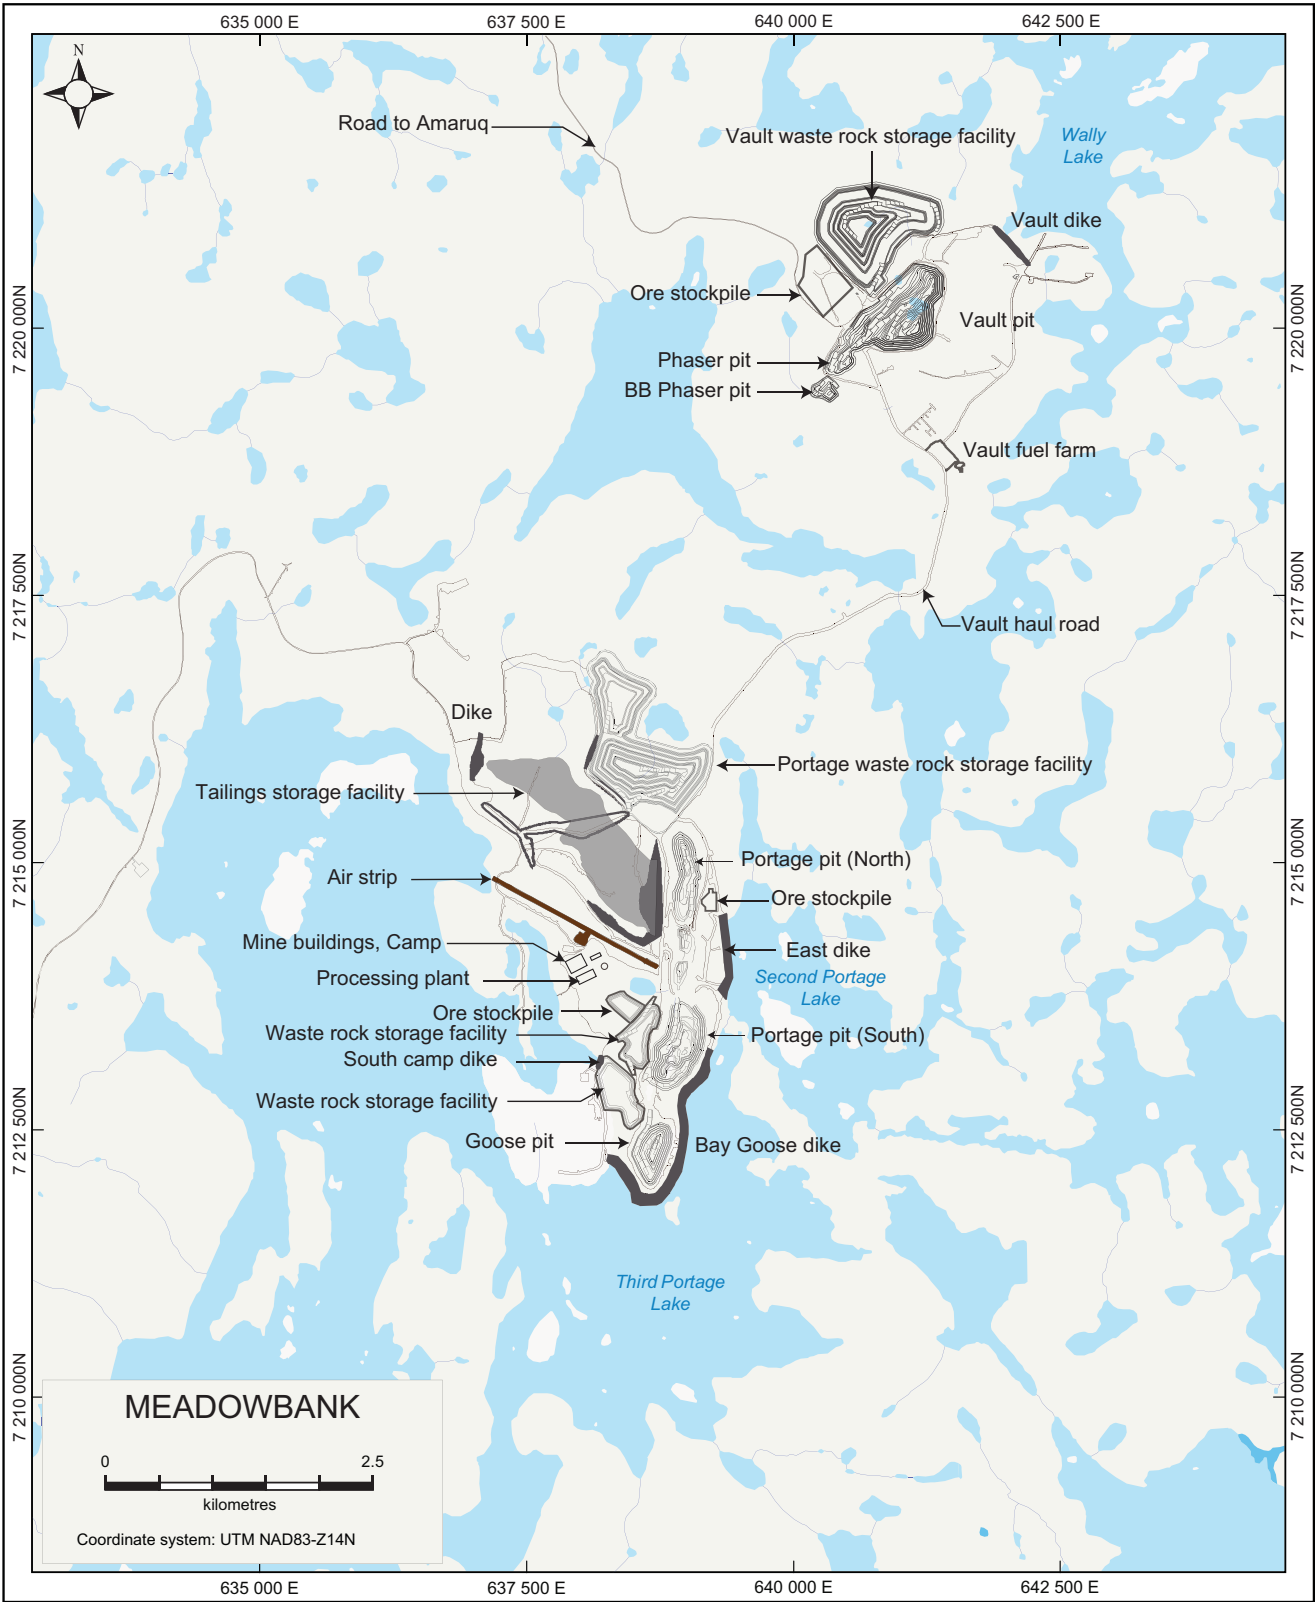 635 000 E
637 500 E
640 000 E
642 500 E
N
Road to Amaruq
Vault waste rock storage facility
Wally
Lake
Vault dike
Ore stockpile
Vault pit
7 220 000N
7 220 000N
Phaser pit
BB Phaser pit
Vault fuel farm
7 217 500N
7 217 500N
Vault haul road
Dike
Portage waste rock storage facility
Tailings storage facility
7 215 000N
7 215 000N
Portage pit (North)
Air strip
Ore stockpile
Mine buildings, Camp
East dike
Processing plant
Second Portage
Lake
Ore stockpile
Waste rock storage facility
Portage pit (South)
South camp dike
Waste rock storage facility
7 212 500N
7 212 500N
Goose pit
Bay Goose dike
Third Portage
Lake
7 210 000N
7 210 000N
MEADOWBANK
0
2.5
kilometres
Coordinate system: UTM NAD83-Z14N
635 000 E
637 500 E
640 000 E
642 500 E